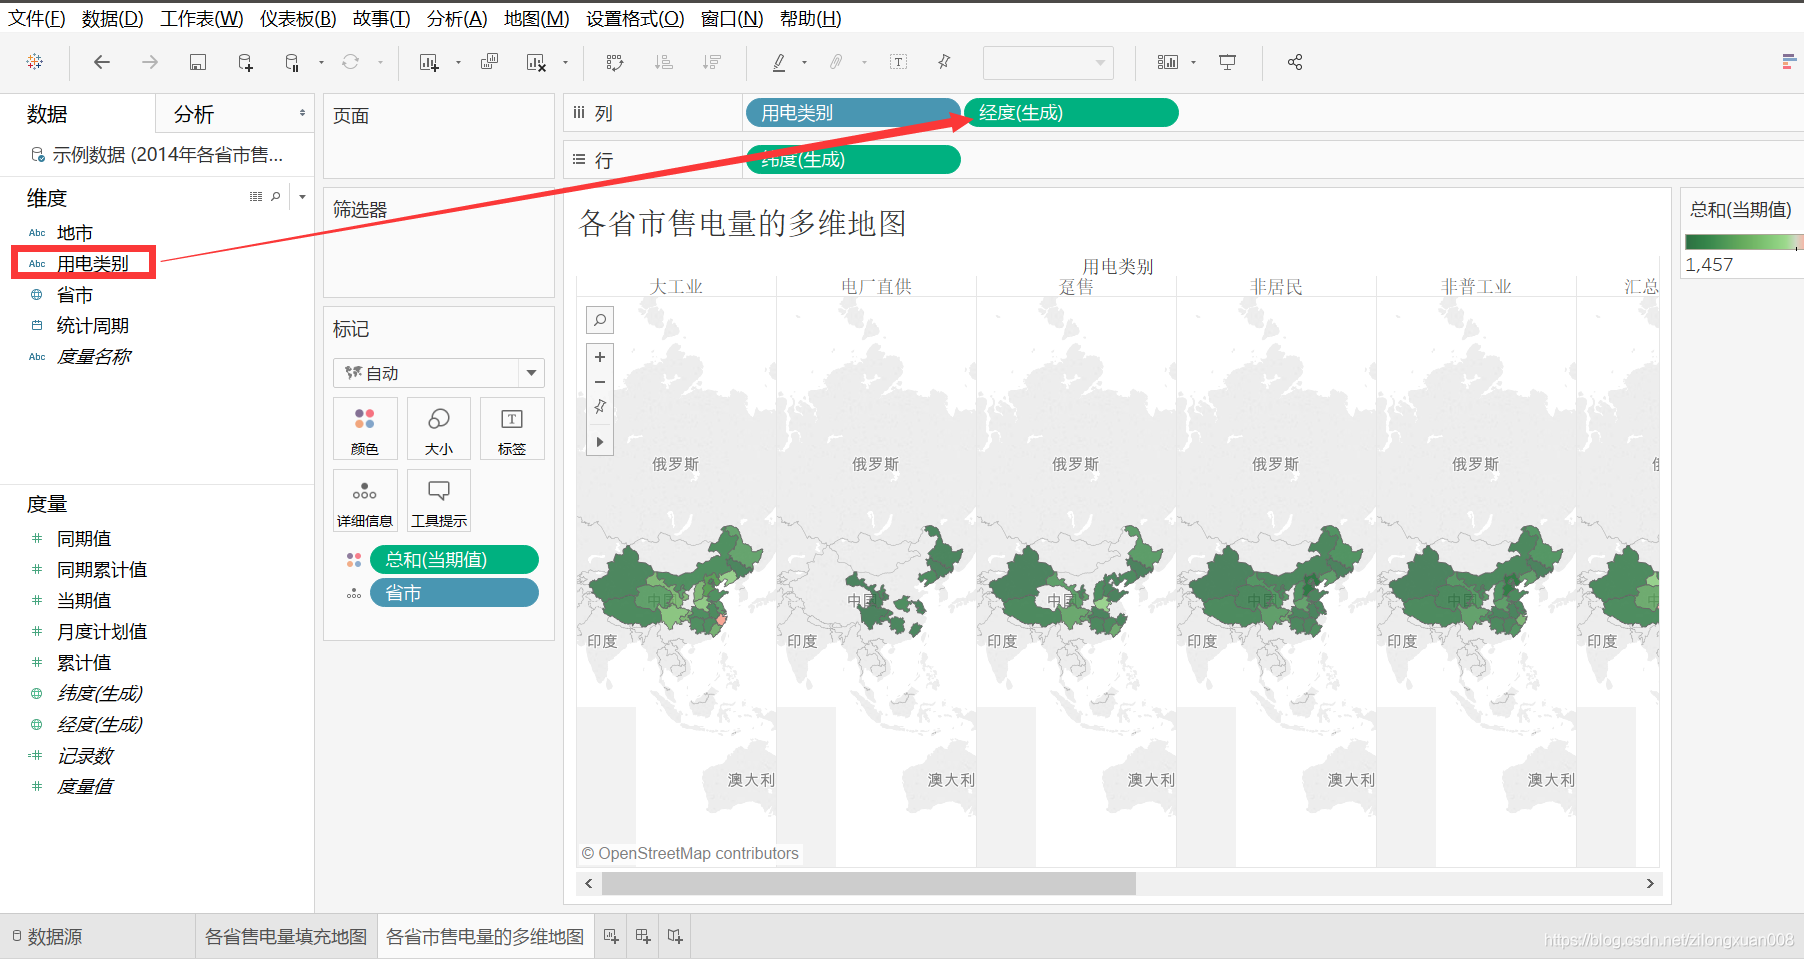 文件(F) 数据(D) 工作表(W) 仪表板(B) 故事(T) 分析(A) 地图(M) 设置格式(O) 窗口(N) 帮助(H)
数据
分析
示例数据 (2014年各省市售...
维度
Abc 地市
Abc 用电类别
省市
统计周期
Abc 度量名称
度量
同期值
同期累计值
当期值
月度计划值
累计值
纬度(生成)
经度(生成)
记录数
度量值
页面
筛选器
标记
自动
颜色
大小
标签
详细信息
工具提示
总和(当期值)
省市
列
用电类别
经度(生成)
行
纬度(生成)
各省市售电量的多维地图
用电类别
大工业
电厂直供
趸售
非居民
非普工业
汇总
俄罗斯
俄罗斯
俄罗斯
俄罗斯
俄罗斯
中国
中国
中国
中国
中国
印度
印度
印度
印度
印度
印度
澳大利
澳大利
澳大利
澳大利
澳大利
© OpenStreetMap contributors
总和(当期值)
1,457
数据源
各省售电量填充地图
各省市售电量的多维地图
https://blog.csdn.net/zilongxuan008